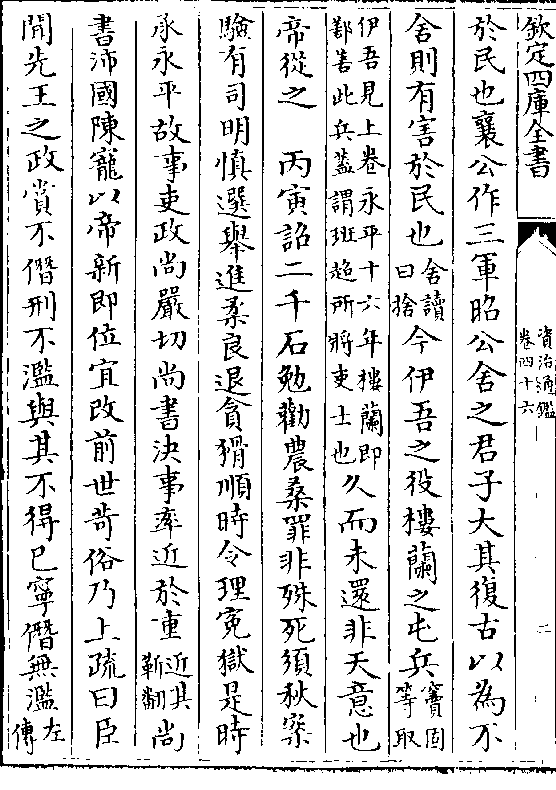 欽定四庫全書
資治通鑑
卷四十六
二
於民也襄公作三軍昭公舍之君子大其復古以為不
舍則有害於民也舍讀曰捨今伊吾之役樓蘭之屯兵竇固等取
伊吾見上卷永平十六年樓蘭即鄯善此兵蓋謂班超所將吏士也久而未還非天意也
帝從之　丙寅詔二千石勉勸農桑罪非殊死須秋案
驗有司明慎選舉進柔良退貪猾順時令理寃獄是時
承永平故事吏政尚嚴切尚書決事率近於重近其靳翻尚
書沛國陳寵以帝新即位宜改前世苛俗乃上疏曰臣
聞先王之政賞不僭刑不濫與其不得已寧僭無濫左傳